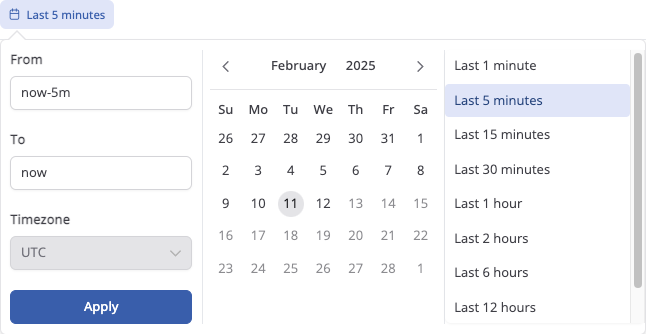 Last 5 minutes
From
now-5m
To
now
Timezone
UTC
Apply
February 2025
Su Mo Tu We Th Fr Sa
26 27 28 29 30 31 1
2 3 4 5 6 7 8
9 10 11 12 13 14 15
16 17 18 19 20 21 22
23 24 25 26 27 28 1
Last 1 minute
Last 5 minutes
Last 15 minutes
Last 30 minutes
Last 1 hour
Last 2 hours
Last 6 hours
Last 12 hours